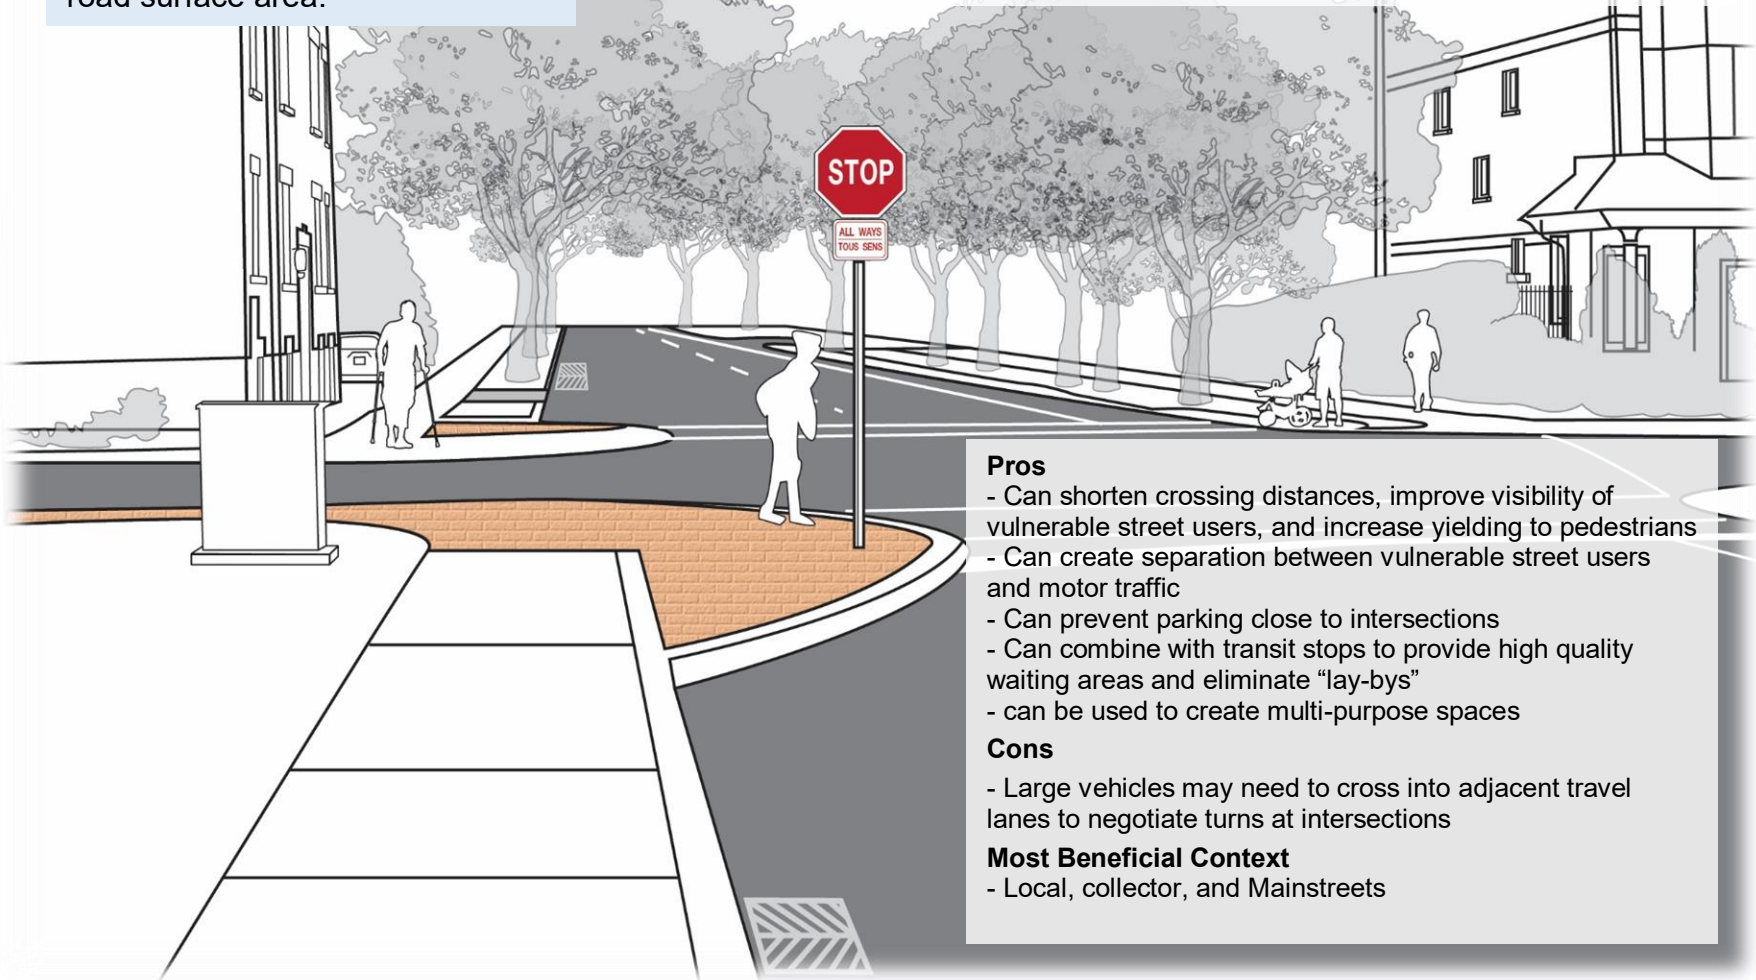 road surface area.
STOP
ALL WAYS
TOUS SENS
Pros
- Can shorten crossing distances, improve visibility of
vulnerable street users, and increase yielding to pedestrians
- Can create separation between vulnerable street users
and motor traffic
- Can prevent parking close to intersections
- Can combine with transit stops to provide high quality
waiting areas and eliminate “lay-bys”
- can be used to create multi-purpose spaces
Cons
- Large vehicles may need to cross into adjacent travel
lanes to negotiate turns at intersections
Most Beneficial Context
- Local, collector, and Mainstreets